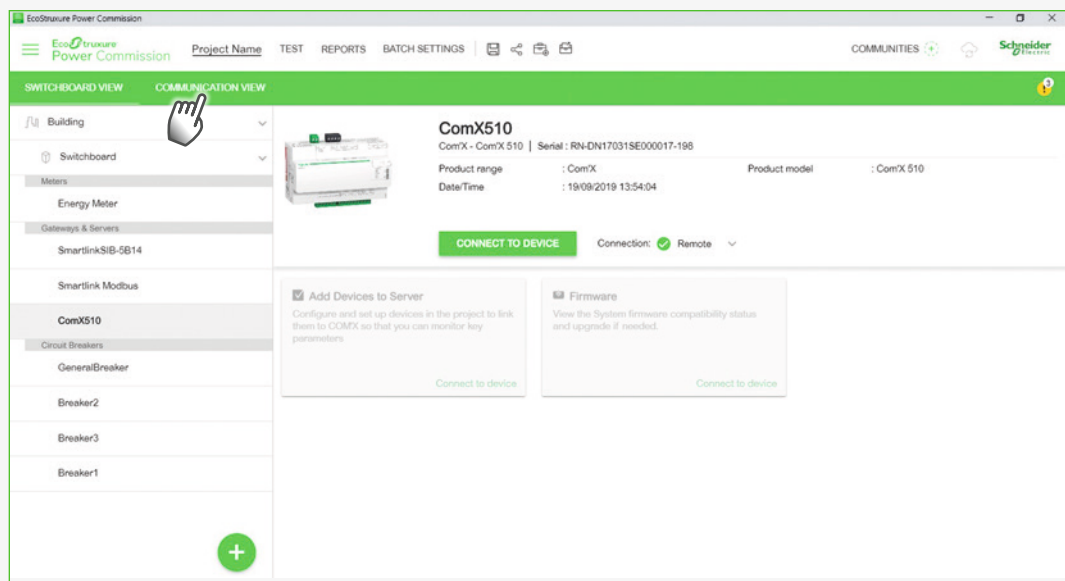 EcoStruxure Power Commission
EcoStruxure
Power Commission
Project Name
TEST
REPORTS
BATCH SETTINGS
COMMUNITIES
Schneider
Electric
SWITCHBOARD VIEW
COMMUNICATION VIEW
3
Building
Switchboard
Meters
Energy Meter
Gateways & Servers
SmartlinkSIB-5B14
Smartlink Modbus
ComX510
Circuit Breakers
GeneralBreaker
Breaker2
Breaker3
Breaker1
ComX510
Com'X - Com'X 510 | Serial : RN-DN17031SE000017-198
Product range : Com'X Product model : Com'X 510
Date/Time : 19/09/2019 13:54:04
CONNECT TO DEVICE Connection: Remote
Add Devices to Server
Configure and set up devices in the project to link
them to COM'X so that you can monitor key
parameters
Connect to device
Firmware
View the System firmware compatibility status
and upgrade if needed.
Connect to device